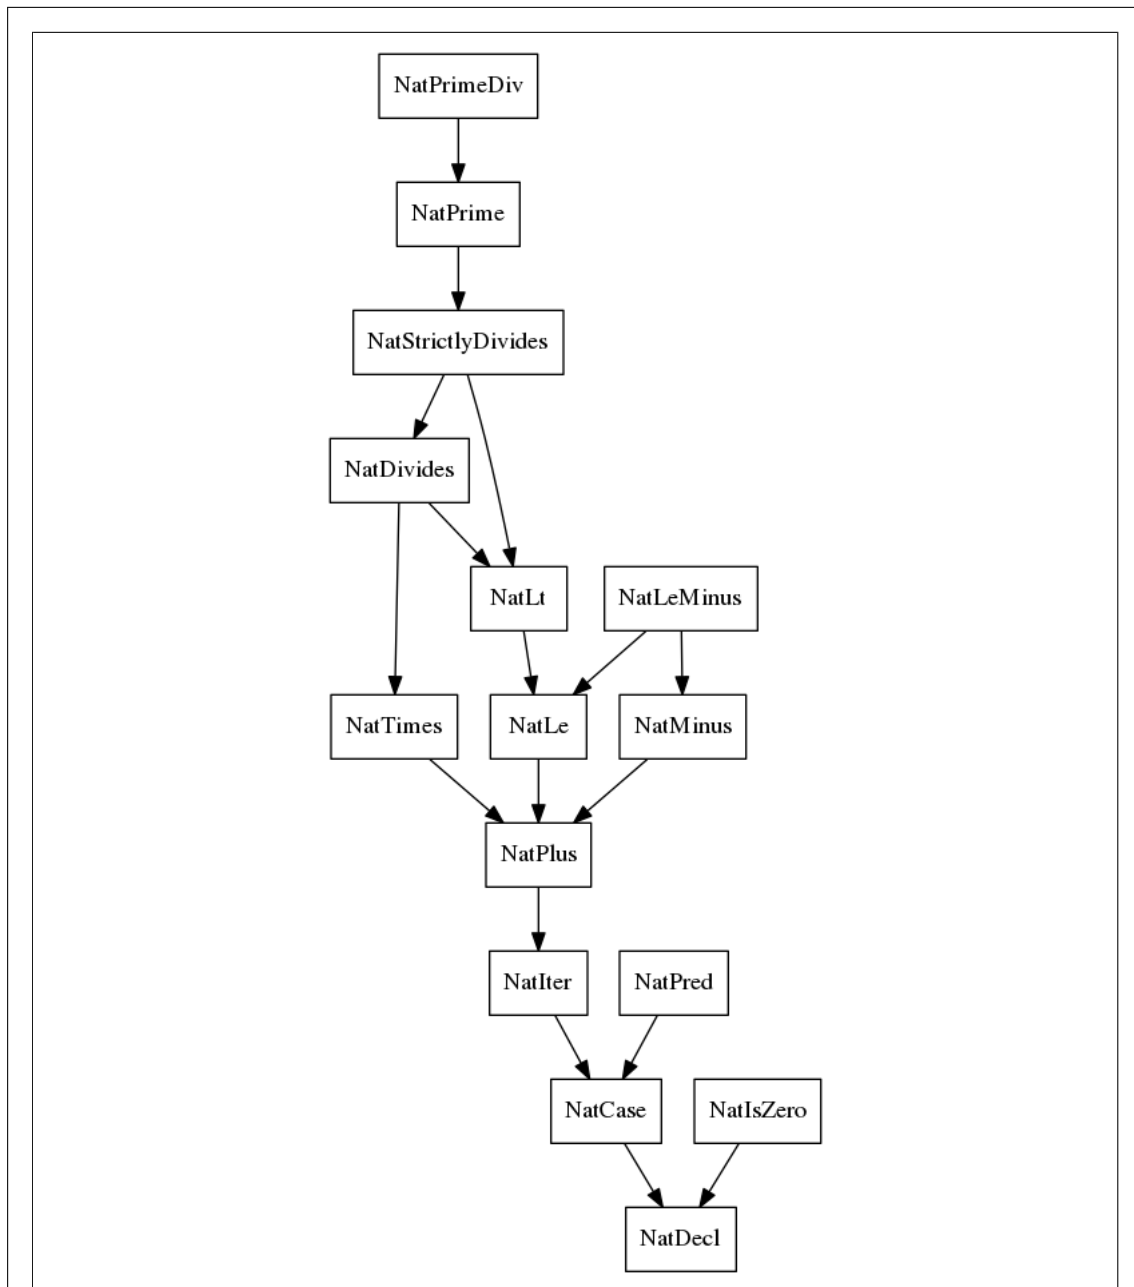 NatPrimeDiv
NatPrime
NatStrictlyDivides
NatDivides
NatLt
NatLeMinus
NatTimes
NatLe
NatMinus
NatPlus
NatIter
NatPred
NatCase
NatIsZero
NatDecl